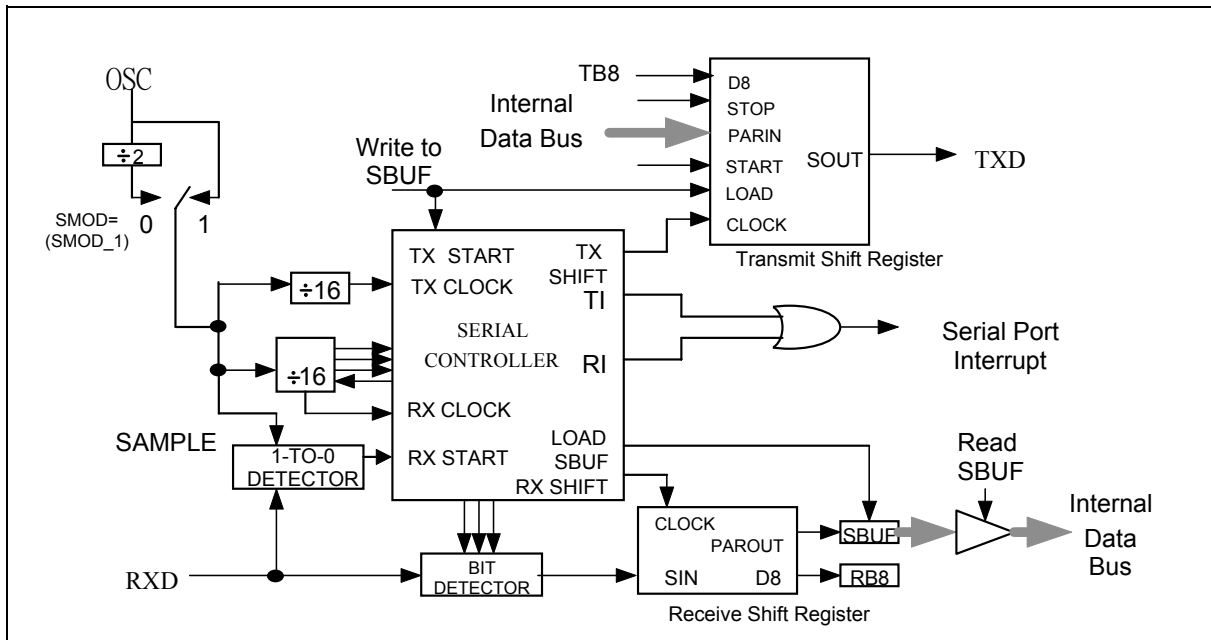 OSC
÷2
SMOD=
(SMOD_1)
0
1
Write to
SBUF
TB8
Internal
Data Bus
D8
STOP
PARIN
START
LOAD
CLOCK
SOUT
TXD
Transmit Shift Register
÷16
÷16
SAMPLE
1-TO-0
DETECTOR
TX START
TX CLOCK
SERIAL
CONTROLLER
RX CLOCK
RX START
TX
SHIFT
TI
RI
LOAD
SBUF
RX SHIFT
Serial Port
Interrupt
Read
SBUF
Internal
Data
Bus
RXD
BIT
DETECTOR
CLOCK
PAROUT
SIN
D8
SBUF
RB8
Receive Shift Register